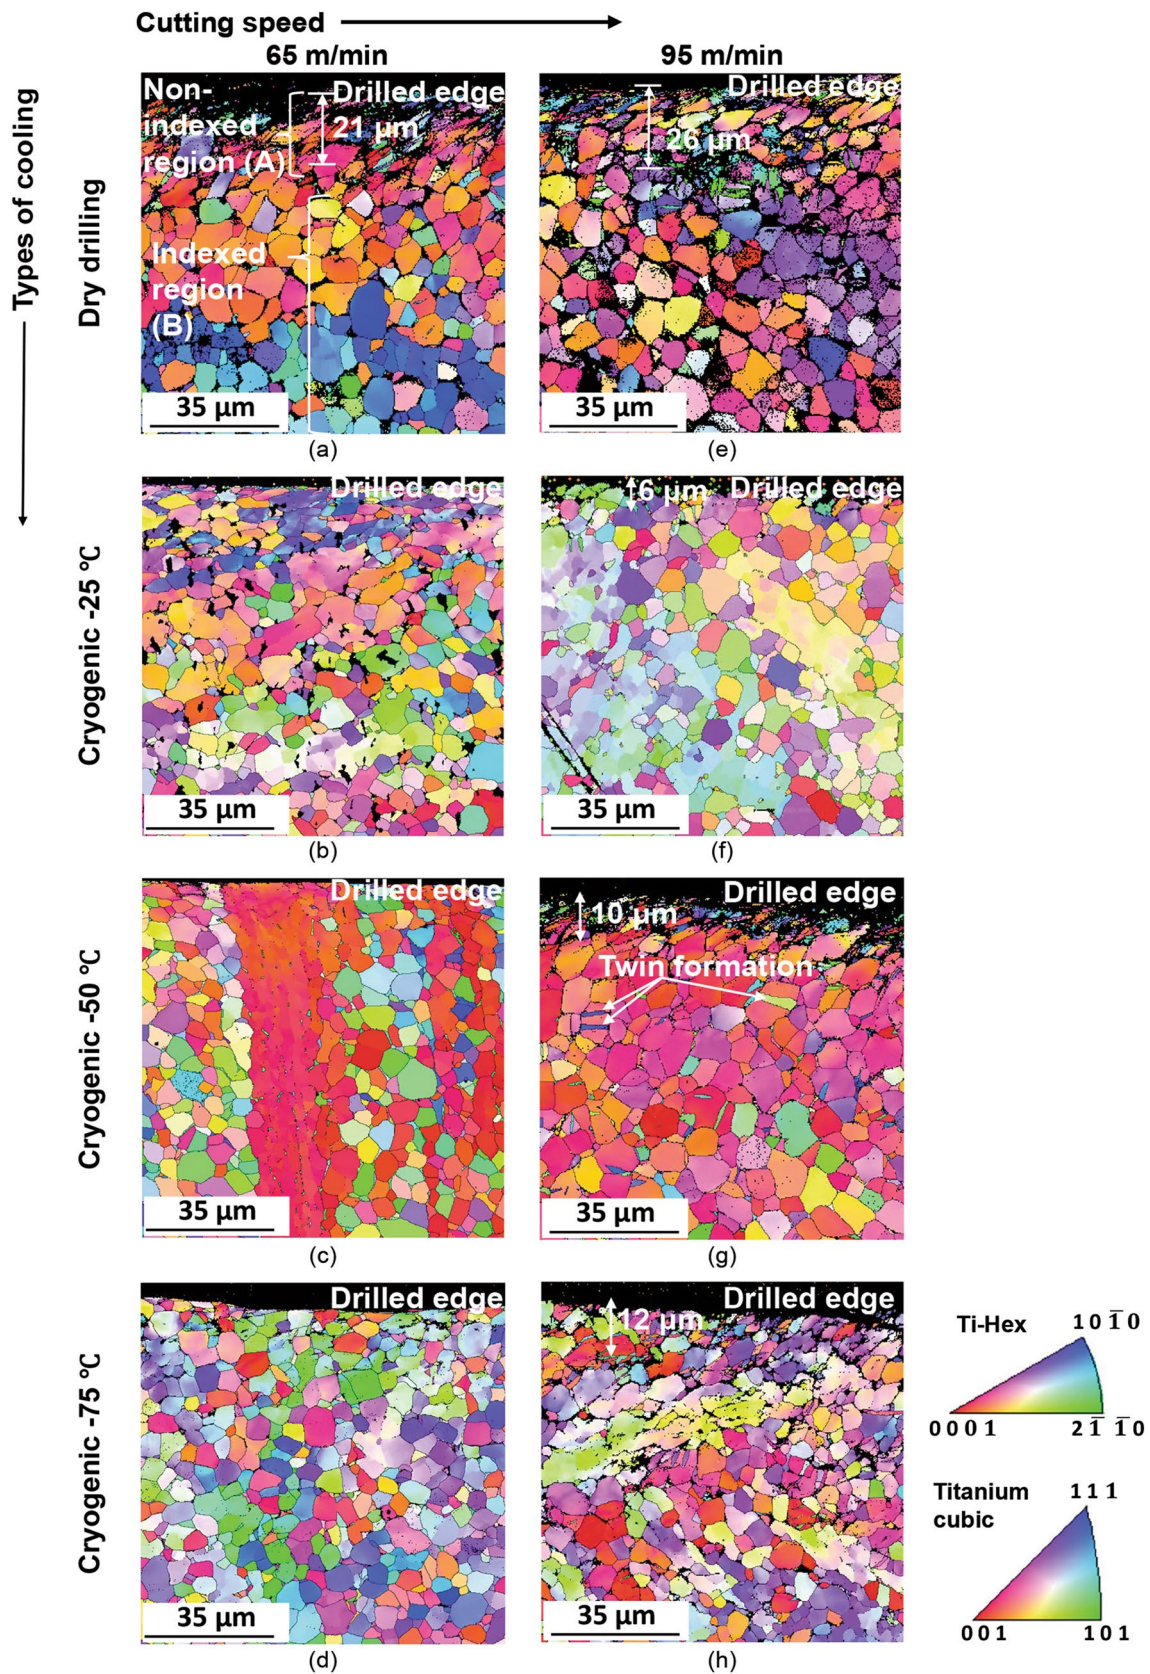 Cutting speed
65 m/min 95 m/min
Types of cooling
Dry drilling
Non-
indexed
region (A)
Drilled edge
21 μm
Indexed
region
(B)
35 μm
(a)
Drilled edge
26 μm
35 μm
(e)
Cryogenic -25 ℃
Drilled edge
35 μm
(b)
6 μm Drilled edge
35 μm
(f)
Cryogenic -50 ℃
Drilled edge
35 μm
(c)
Drilled edge
10 μm
Twin formation
35 μm
(g)
Cryogenic -75 ℃
Drilled edge
35 μm
(d)
Drilled edge
12 μm
35 μm
(h)
Ti-Hex
1 0 1̅ 0
0 0 0 1
2 1̅ 1̅ 0
Titanium
cubic
1 1 1
0 0 1
1 0 1